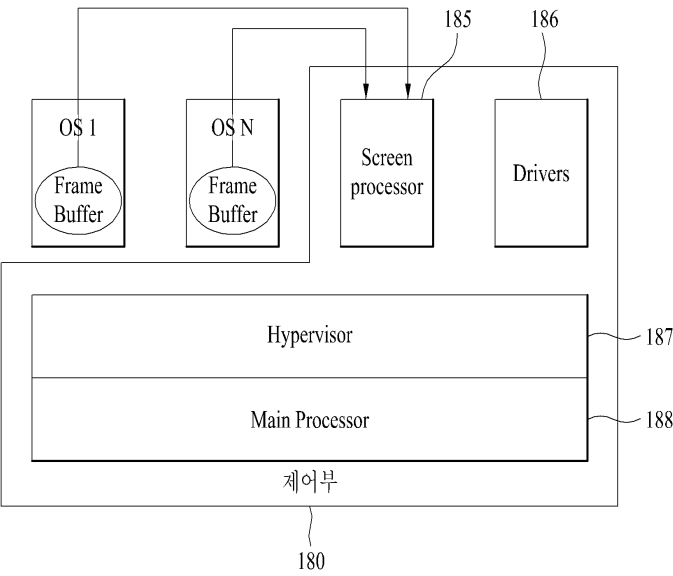 185
186
OS 1
OS N
Screen
processor
Drivers
Frame
Buffer
Frame
Buffer
Hypervisor
187
Main Processor
188
제어부
180